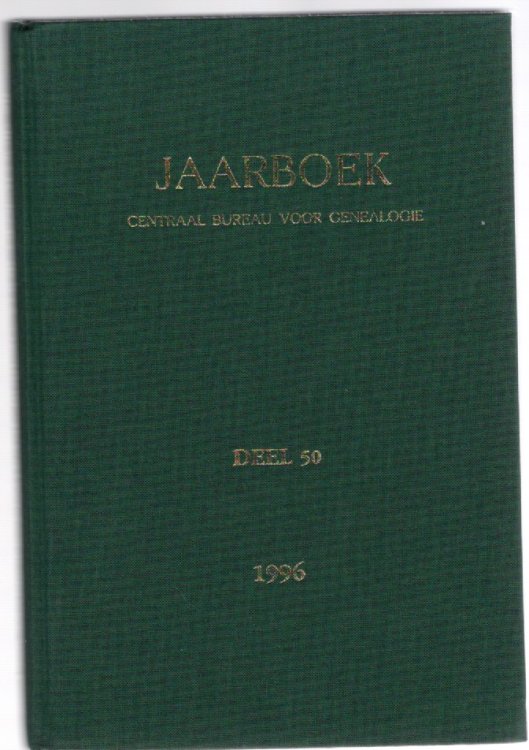 JAARBOEK
CENTRAAL BUREAU VOOR GENEALOGIE
DEEL 50
1996